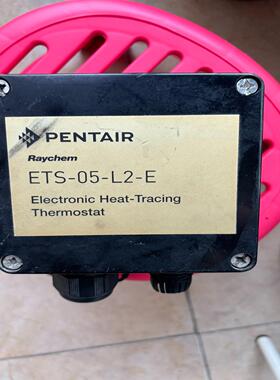 PENTAIR
Raychem
ETS-05-L2-E
Electronic Heat-Tracing
Thermostat